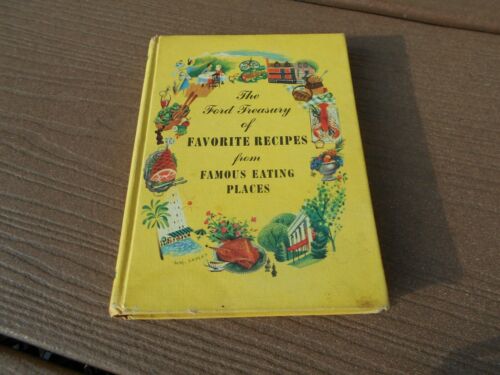 The
Ford Treasury
of
FAVORITE RECIPES
from
FAMOUS EATING
PLACES